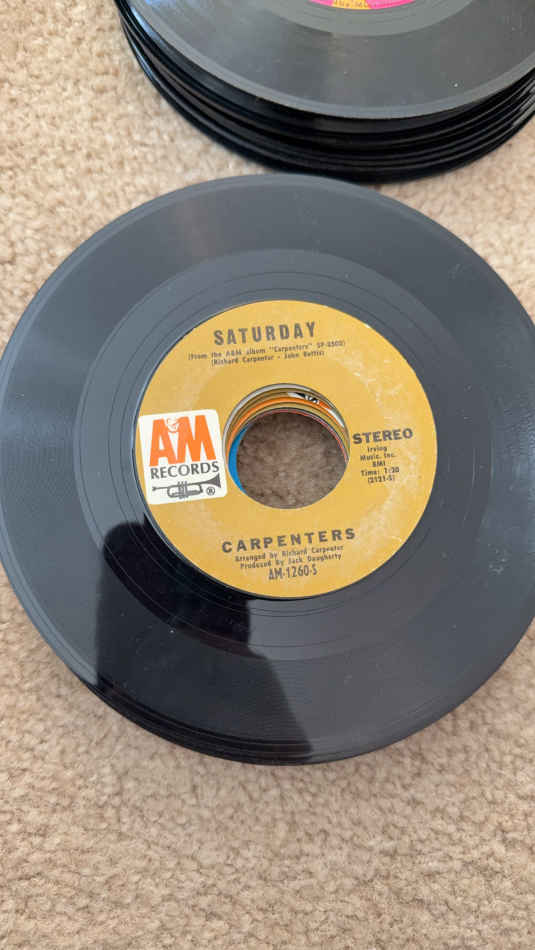 SATURDAY
(From the A&M album "Carpenters" SP-3502)
(Richard Carpenter - John Bettis)
A&M
RECORDS
®
STEREO
Irving
Music, Inc.
BMI
Time: 1:20
(2121-S)
CARPENTERS
Arranged by Richard Carpenter
Produced by Jack Daugherty
AM-1260-S